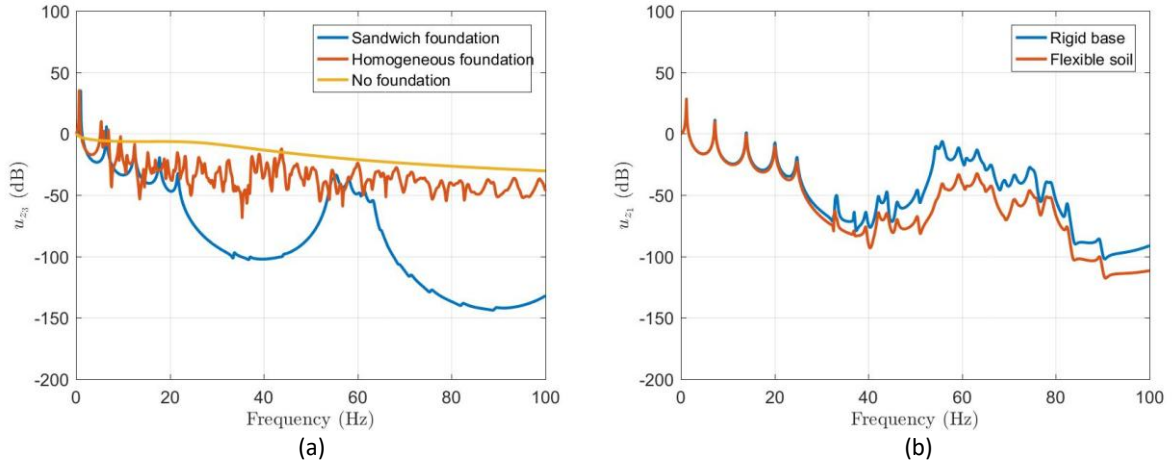 100
50
0
-50
-100
-150
-200
u_{z_3} (dB)
Sandwich foundation
Homogeneous foundation
No foundation
0 20 40 60 80 100
Frequency (Hz)
(a)
100
50
0
-50
-100
-150
-200
u_{z_1} (dB)
Rigid base
Flexible soil
0 20 40 60 80 100
Frequency (Hz)
(b)